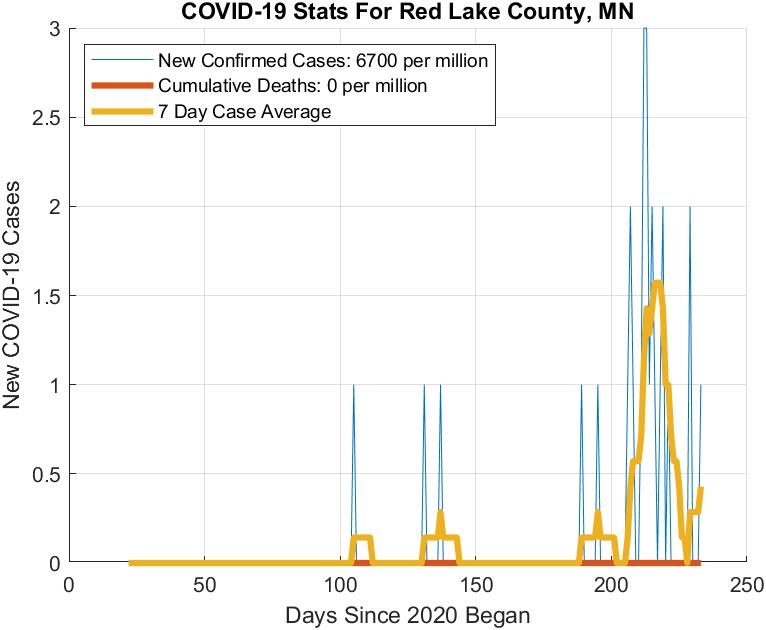 COVID-19 Stats For Red Lake County, MN
New Confirmed Cases: 6700 per million
Cumulative Deaths: 0 per million
7 Day Case Average
New COVID-19 Cases
3
2.5
2
1.5
1
0.5
0
0 50 100 150 200 250
Days Since 2020 Began